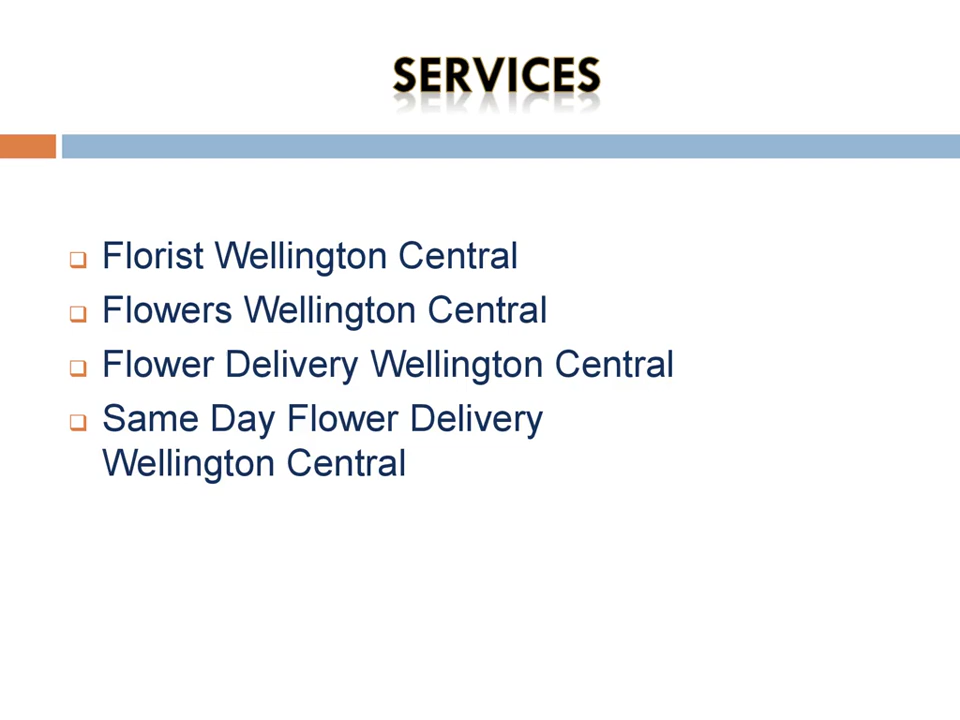 SERVICES
Florist Wellington Central
Flowers Wellington Central
Flower Delivery Wellington Central
Same Day Flower Delivery
Wellington Central